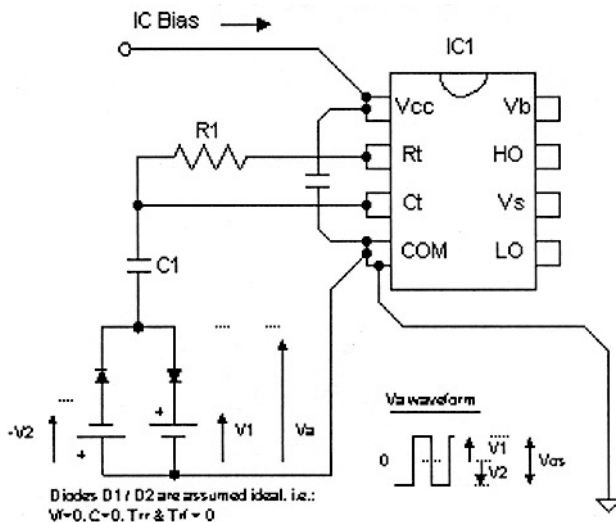 IC Bias
IC1
Vcc
Vb
R1
Rt
HO
Ct
Vs
C1
COM
LO
-V2
+
+
V1
Va
Va waveform
0
V1
V2
Diodes D1 / D2 are assumed ideal. i.e.:
Vf=0, C=0, Trr & Trf = 0